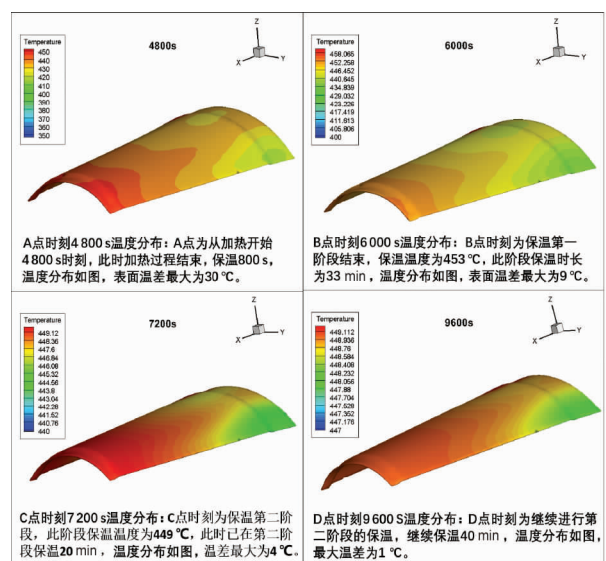 4800s
Z
X
Y
Temperature
450
440
430
420
410
400
390
380
370
360
350
A点时刻4 800 s温度分布：A点为从加热开始
4 800 s时刻，此时加热过程结束，保温800 s，
温度分布如图，表面温差最大为30 ℃。
6000s
Z
X
Y
Temperature
458.065
452.258
446.452
440.645
434.839
429.032
423.226
417.419
411.613
405.806
400
B点时刻6 000 s温度分布：B点时刻为保温第一
阶段结束，保温温度为453 ℃，此阶段保温时长
为33 min，温度分布如图，表面温差最大为9 ℃。
7200s
Z
X
Y
Temperature
449.12
448.36
447.6
446.84
446.08
445.32
444.56
443.8
443.04
442.28
441.52
440.76
440
C点时刻7 200 s温度分布：C点时刻为保温第二阶
段，此阶段保温温度为449 ℃，此时已在第二阶
段保温20 min，温度分布如图，温差最大为4 ℃。
9600s
Z
X
Y
Temperature
449.112
448.936
448.76
448.584
448.408
448.232
448.056
447.88
447.704
447.528
447.352
447.176
447
D点时刻9 600 S温度分布：D点时刻为继续进行第
二阶段的保温，继续保温40 min，温度分布如图，
最大温差为1 ℃。